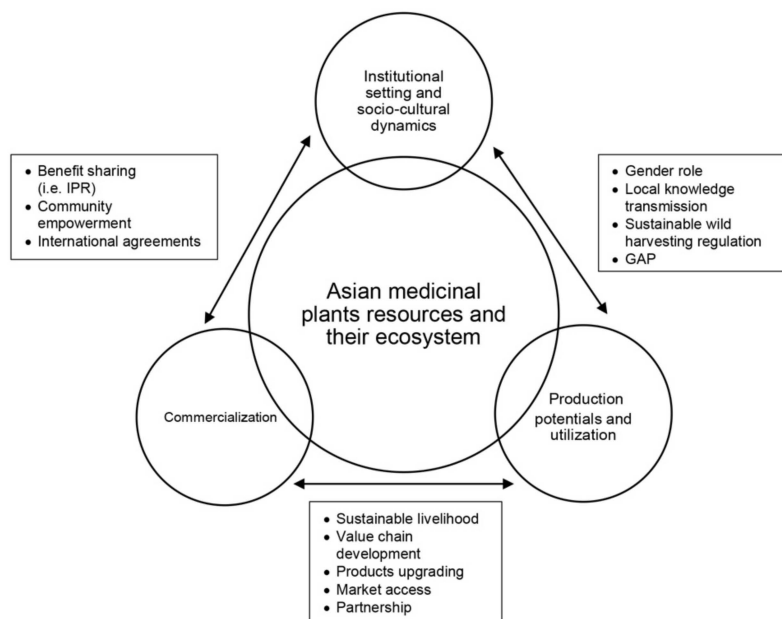 Institutional
setting and
socio-cultural
dynamics
• Benefit sharing
(i.e. IPR)
• Community
empowerment
• International agreements
• Gender role
• Local knowledge
transmission
• Sustainable wild
harvesting regulation
• GAP
Asian medicinal
plants resources and
their ecosystem
Commercialization
Production
potentials and
utilization
• Sustainable livelihood
• Value chain
development
• Products upgrading
• Market access
• Partnership